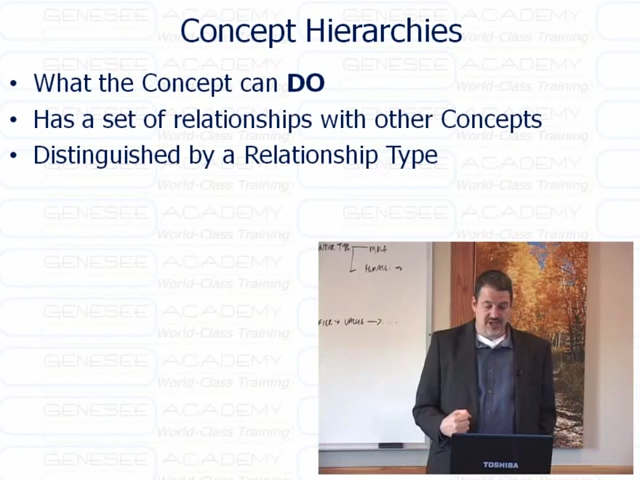 Concept Hierarchies
• What the Concept can DO
• Has a set of relationships with other Concepts
• Distinguished by a Relationship Type
GENESEE ACADEMY
World-Class Training
TOSHIBA